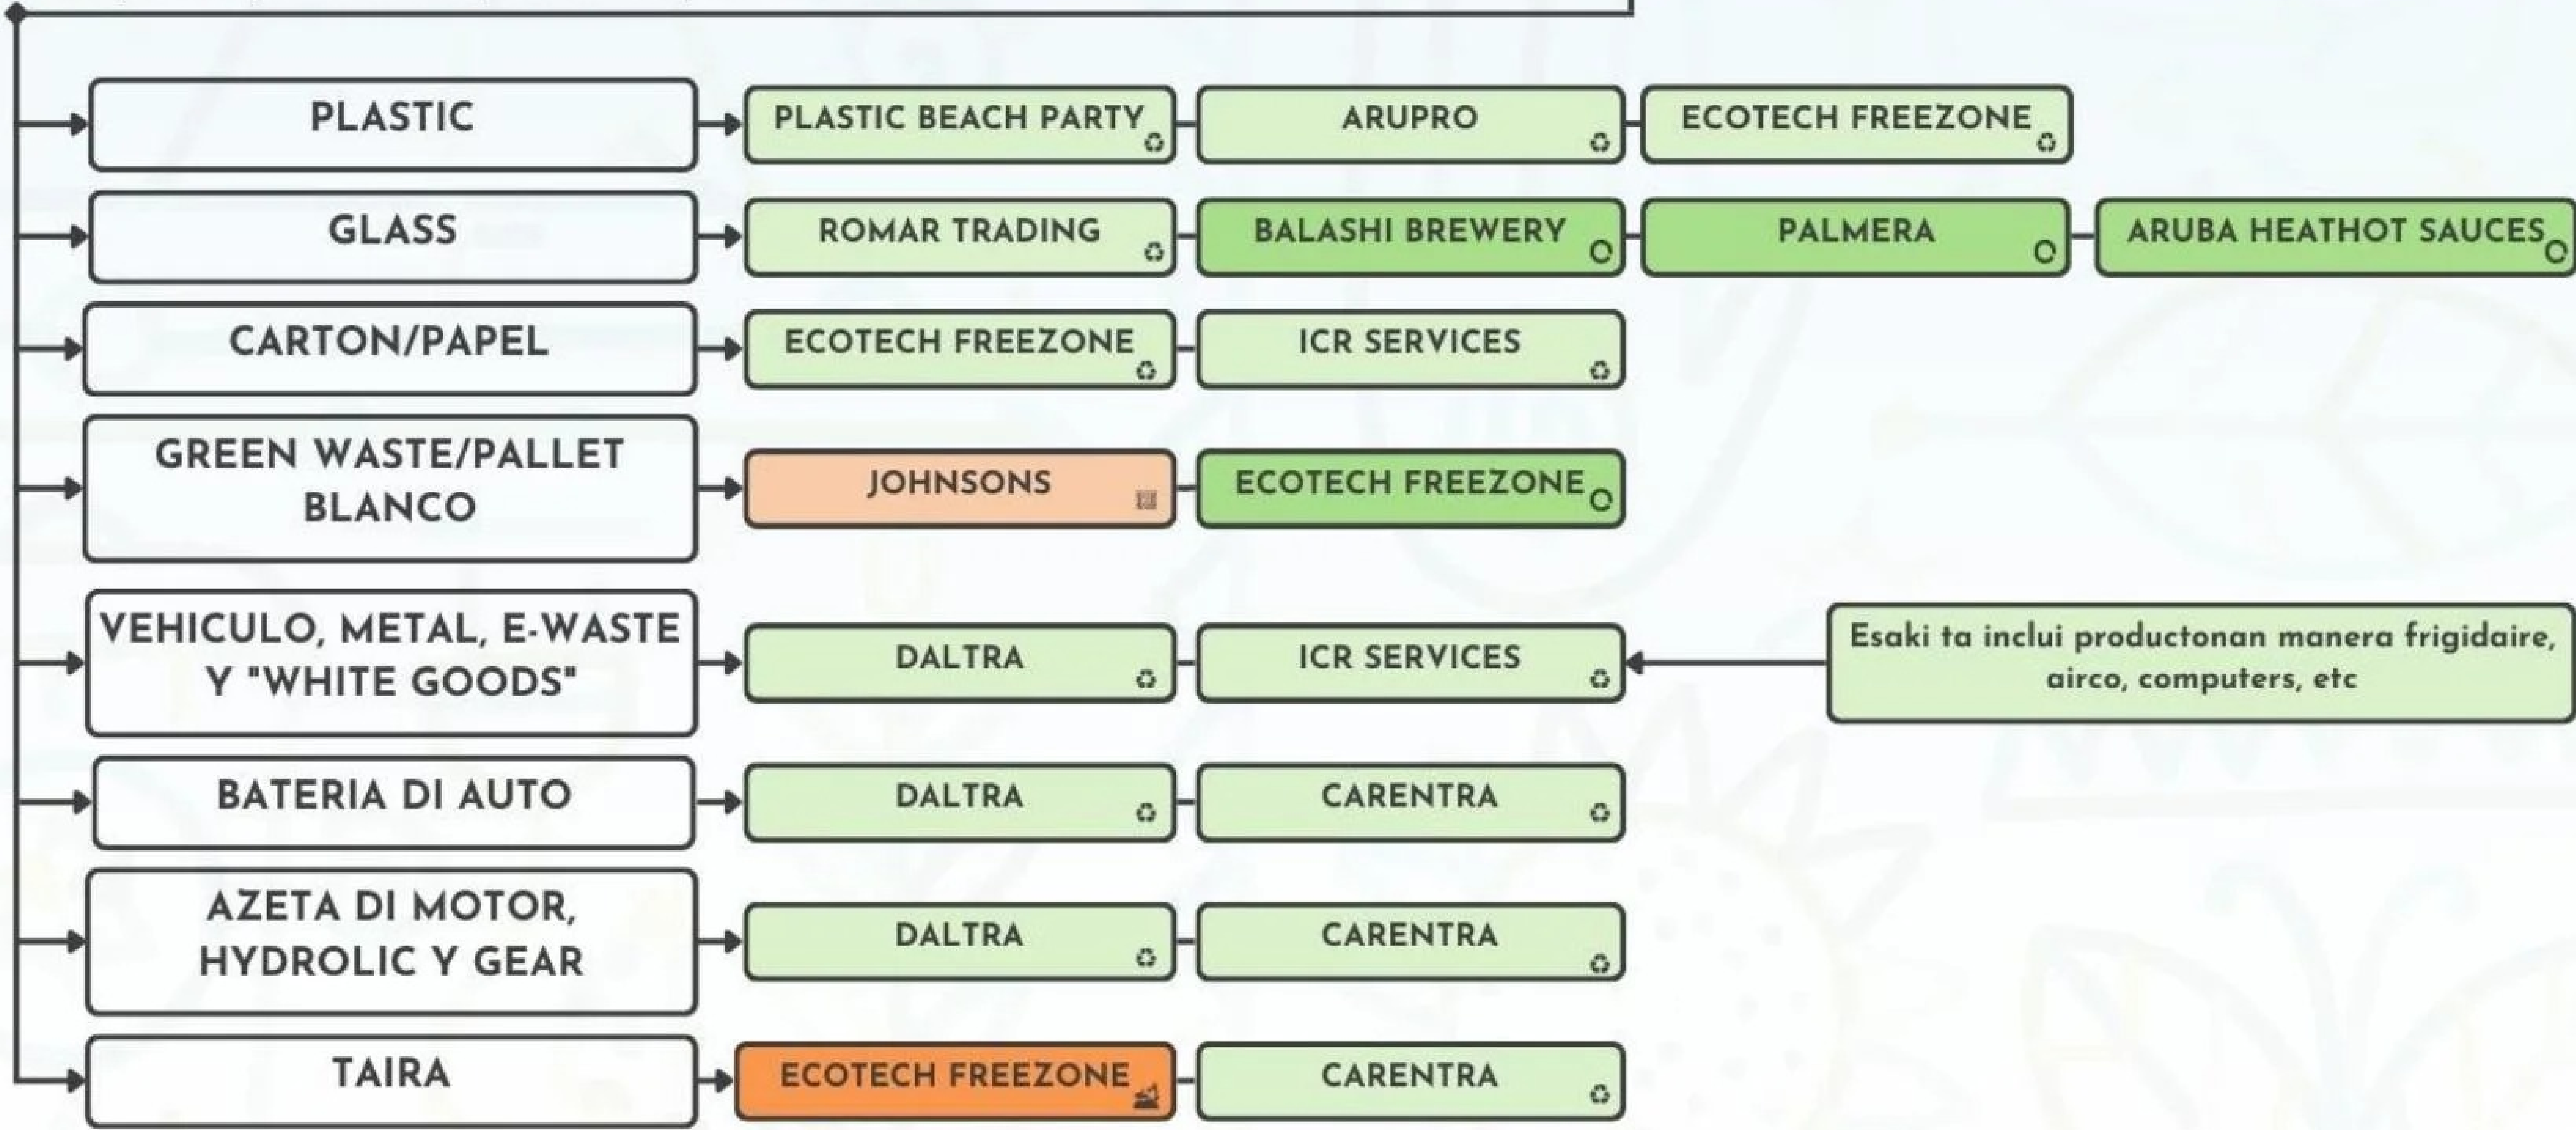 PLASTIC
PLASTIC BEACH PARTY
ARUPRO
ECOTECH FREEZONE
GLASS
ROMAR TRADING
BALASHI BREWERY
PALMERA
ARUBA HEATHOT SAUCES
CARTON/PAPEL
ECOTECH FREEZONE
ICR SERVICES
GREEN WASTE/PALLET
BLANCO
JOHNSONS
ECOTECH FREEZONE
VEHICULO, METAL, E-WASTE
Y "WHITE GOODS"
DALTRA
ICR SERVICES
Esaki ta inclui productonan manera frigidaire,
airco, computers, etc
BATERIA DI AUTO
DALTRA
CARENTRA
AZETA DI MOTOR,
HYDROLIC Y GEAR
DALTRA
CARENTRA
TAIRA
ECOTECH FREEZONE
CARENTRA